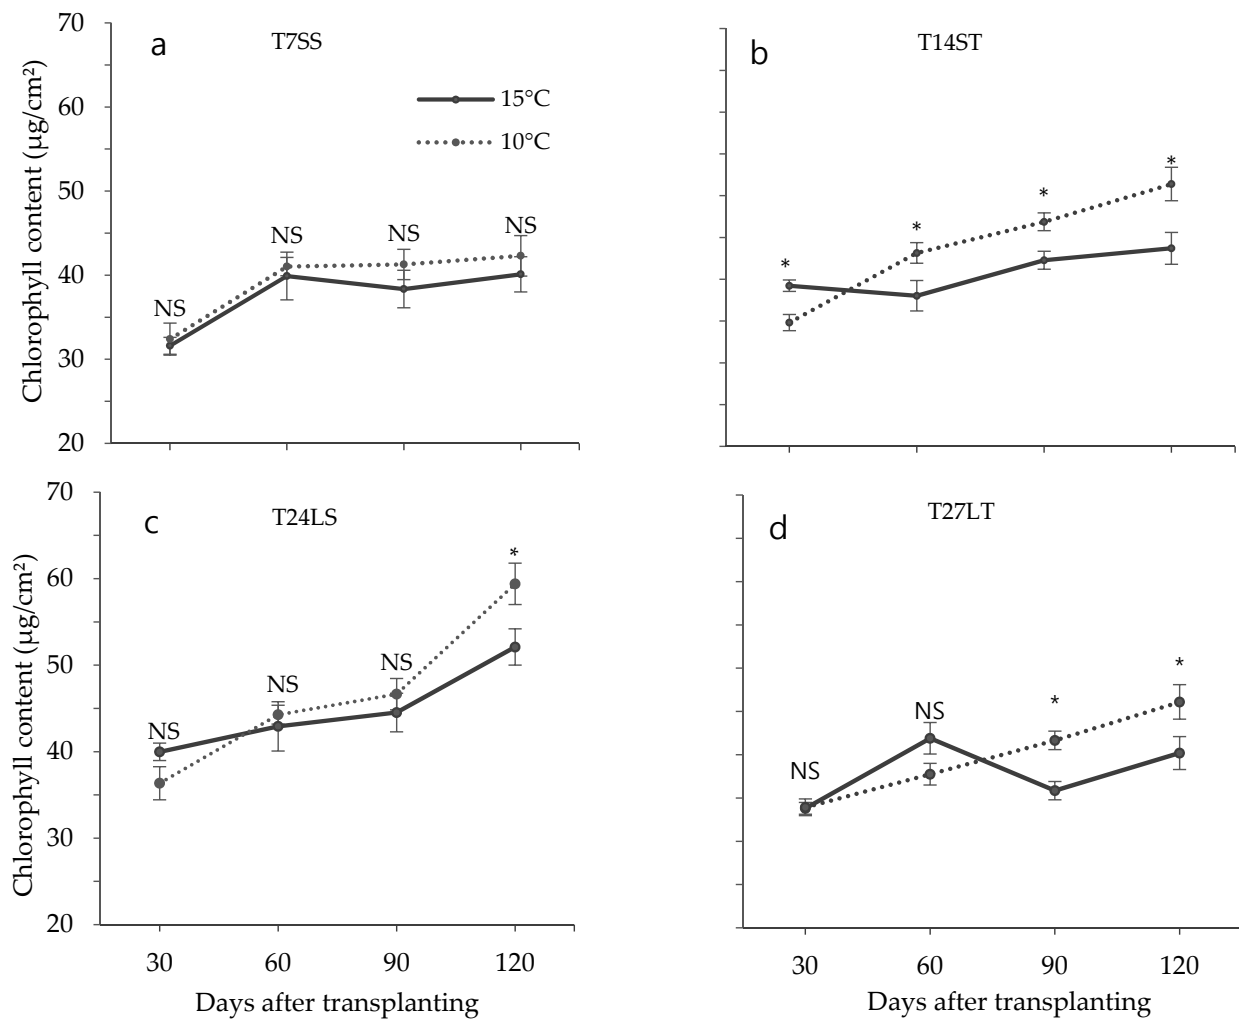 a
T7SS
15°C
10°C
Chlorophyll content (µg/cm²)
70
60
50
40
30
20
NS
NS
NS
NS
b
T14ST
*
*
*
*
c
T24LS
Chlorophyll content (µg/cm²)
70
60
50
40
30
20
NS
NS
NS
*
30
60
90
120
Days after transplanting
d
T27LT
NS
NS
*
*
30
60
90
120
Days after transplanting